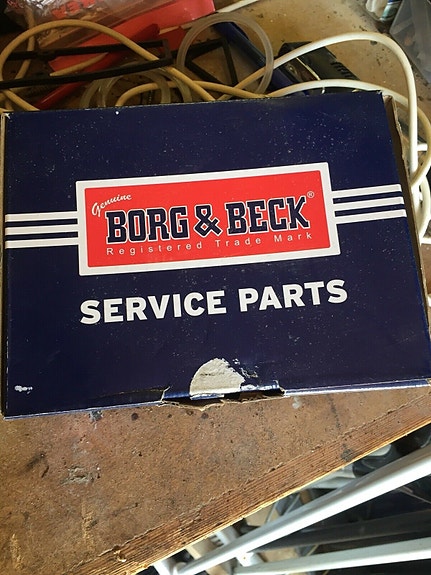 Genuine
BORG & BECK®
Registered Trade Mark
SERVICE PARTS